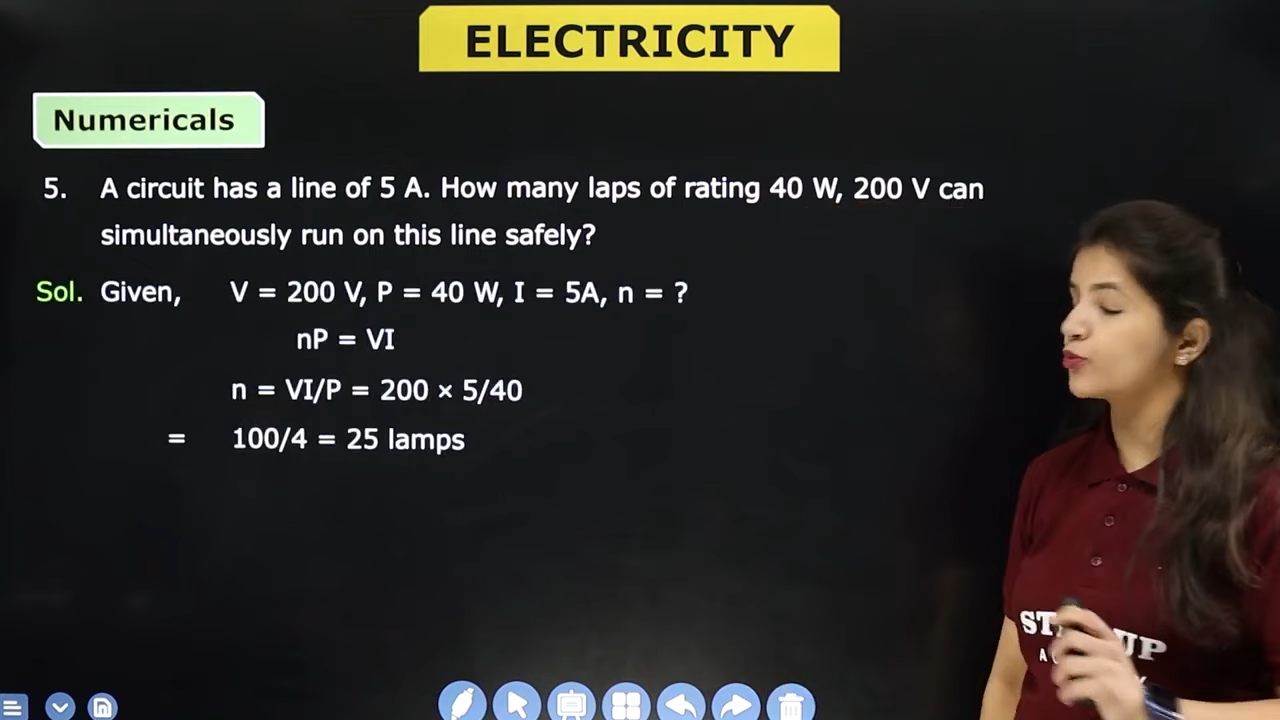 ELECTRICITY
Numericals
5. A circuit has a line of 5 A. How many laps of rating 40 W, 200 V can
simultaneously run on this line safely?
Sol. Given, V = 200 V, P = 40 W, I = 5A, n = ?
nP = VI
n = VI/P = 200 × 5/40
= 100/4 = 25 lamps